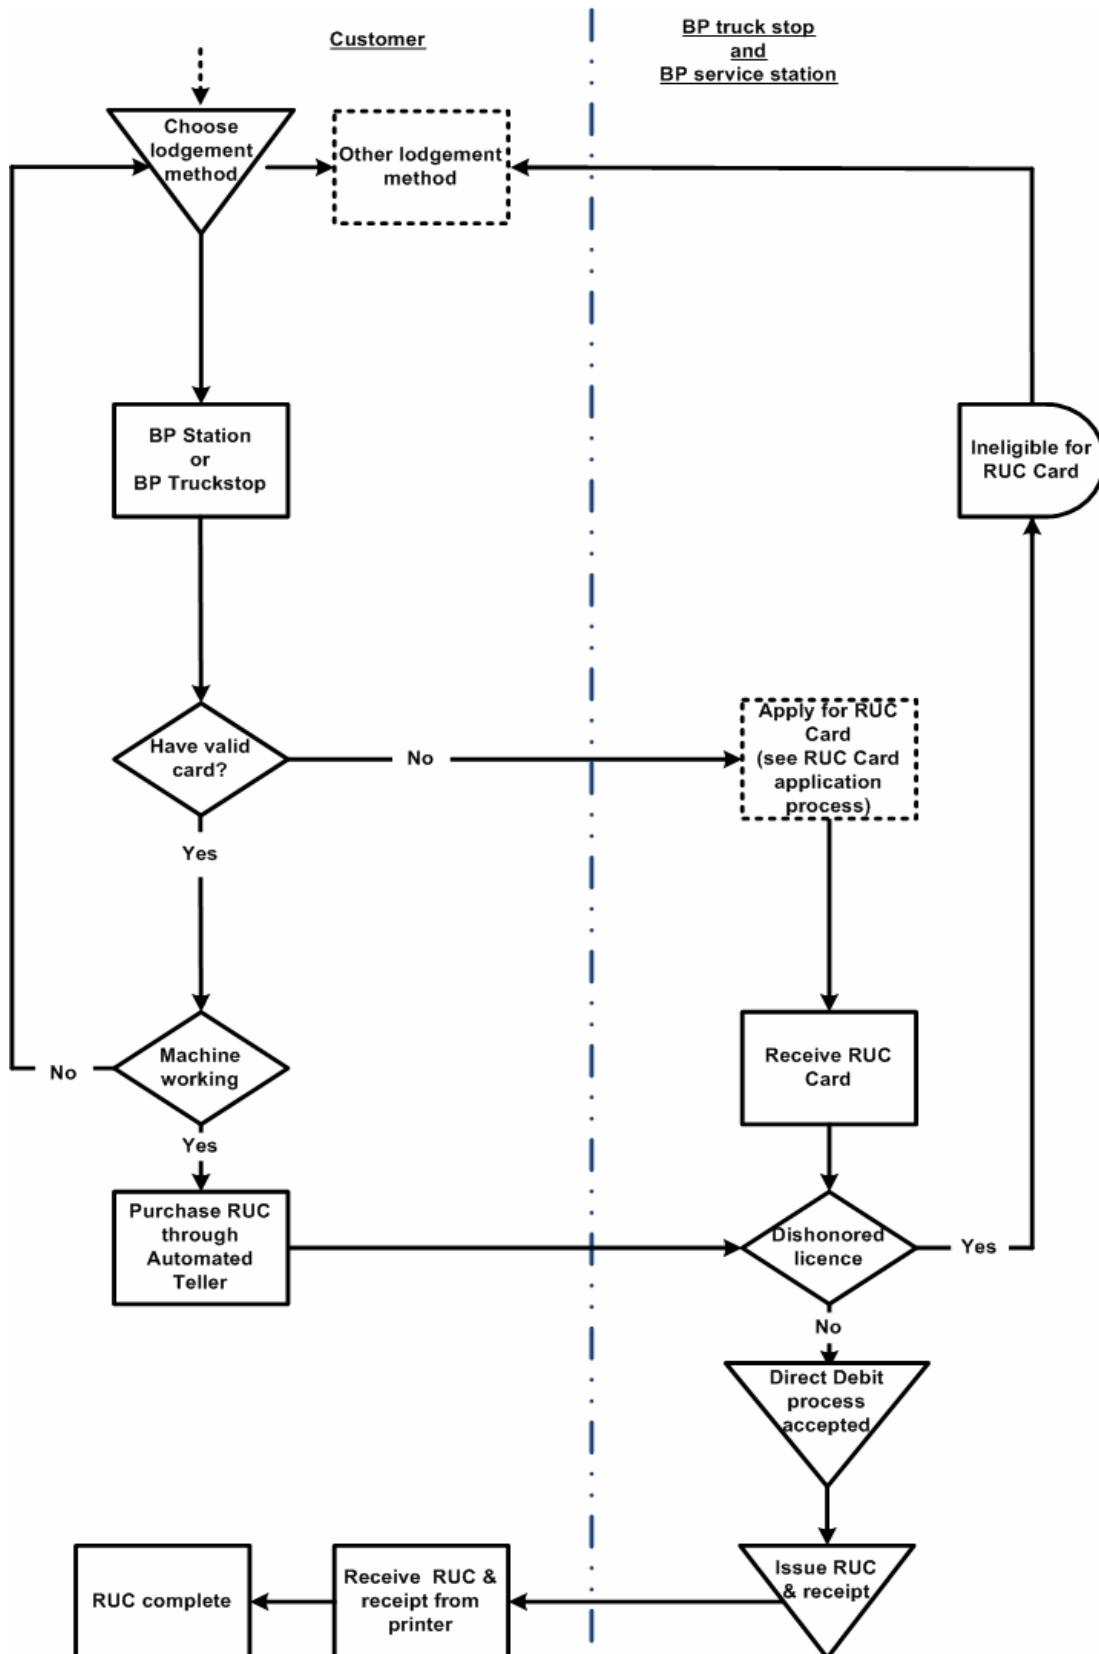 Customer
BP truck stop
and
BP service station
Choose
lodgement
method
Other lodgement
method
BP Station
or
BP Truckstop
Ineligible for
RUC Card
Have valid
card?
No
Apply for RUC
Card
(see RUC Card
application
process)
Yes
Machine
working
No
Receive RUC
Card
Yes
Purchase RUC
through
Automated
Teller
Dishonored
licence
Yes
No
Direct Debit
process
accepted
Issue RUC
& receipt
Receive RUC &
receipt from
printer
RUC complete